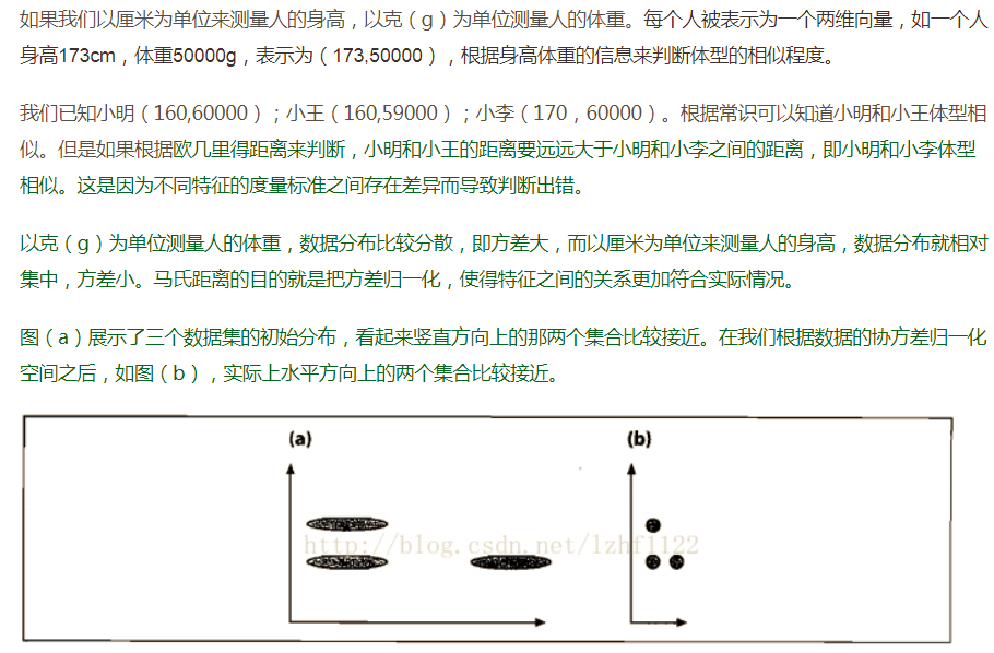 如果我们以厘米为单位来测量人的身高，以克（g）为单位测量人的体重。每个人被表示为一个两维向量，如一个人
身高173cm，体重50000g，表示为（173,50000），根据身高体重的信息来判断体型的相似程度。
我们已知小明（160,60000）；小王（160,59000）；小李（170，60000）。根据常识可以知道小明和小王体型相
似。但是如果根据欧几里得距离来判断，小明和小王的距离要远远大于小明和小李之间的距离，即小明和小李体型
相似。这是因为不同特征的度量标准之间存在差异而导致判断出错。
以克（g）为单位测量人的体重，数据分布比较分散，即方差大，而以厘米为单位来测量人的身高，数据分布就相对
集中，方差小。马氏距离的目的就是把方差归一化，使得特征之间的关系更加符合实际情况。
图（a）展示了三个数据集的初始分布，看起来竖直方向上的那两个集合比较接近。在我们根据数据的协方差归一化
空间之后，如图（b），实际上水平方向上的两个集合比较接近。
(a) (b)
http://blog.csdn.net/lzhf1122